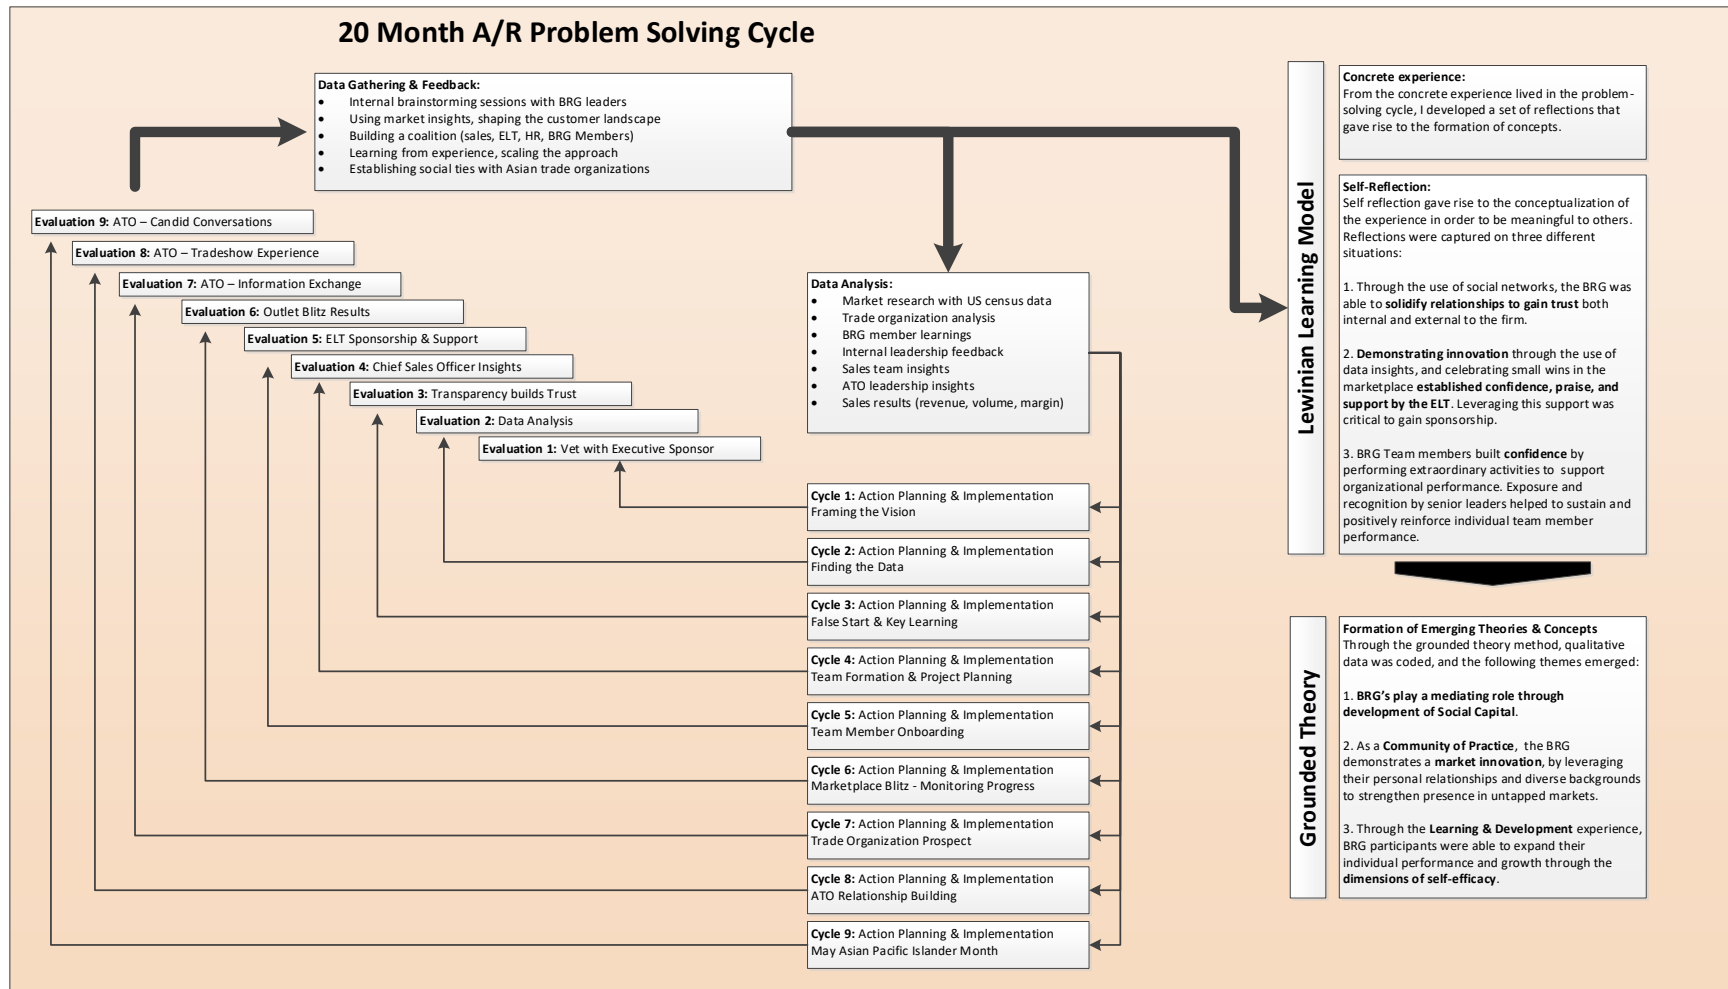 20 Month A/R Problem Solving Cycle
Data Gathering & Feedback:
• Internal brainstorming sessions with BRG leaders
• Using market insights, shaping the customer landscape
• Building a coalition (sales, ELT, HR, BRG Members)
• Learning from experience, scaling the approach
• Establishing social ties with Asian trade organizations
Evaluation 9: ATO – Candid Conversations
Evaluation 8: ATO – Tradeshow Experience
Evaluation 7: ATO – Information Exchange
Evaluation 6: Outlet Blitz Results
Evaluation 5: ELT Sponsorship & Support
Evaluation 4: Chief Sales Officer Insights
Evaluation 3: Transparency builds Trust
Evaluation 2: Data Analysis
Evaluation 1: Vet with Executive Sponsor
Data Analysis:
• Market research with US census data
• Trade organization analysis
• BRG member learnings
• Internal leadership feedback
• Sales team insights
• ATO leadership insights
• Sales results (revenue, volume, margin)
Cycle 1: Action Planning & Implementation
Framing the Vision
Cycle 2: Action Planning & Implementation
Finding the Data
Cycle 3: Action Planning & Implementation
False Start & Key Learning
Cycle 4: Action Planning & Implementation
Team Formation & Project Planning
Cycle 5: Action Planning & Implementation
Team Member Onboarding
Cycle 6: Action Planning & Implementation
Marketplace Blitz - Monitoring Progress
Cycle 7: Action Planning & Implementation
Trade Organization Prospect
Cycle 8: Action Planning & Implementation
ATO Relationship Building
Cycle 9: Action Planning & Implementation
May Asian Pacific Islander Month
Lewinian Learning Model
Concrete experience:
From the concrete experience lived in the problem-
solving cycle, I developed a set of reflections that
gave rise to the formation of concepts.
Self-Reflection:
Self reflection gave rise to the conceptualization of
the experience in order to be meaningful to others.
Reflections were captured on three different
situations:
1. Through the use of social networks, the BRG was
able to solidify relationships to gain trust both
internal and external to the firm.
2. Demonstrating innovation through the use of
data insights, and celebrating small wins in the
marketplace established confidence, praise, and
support by the ELT. Leveraging this support was
critical to gain sponsorship.
3. BRG Team members built confidence by
performing extraordinary activities to support
organizational performance. Exposure and
recognition by senior leaders helped to sustain and
positively reinforce individual team member
performance.
Grounded Theory
Formation of Emerging Theories & Concepts
Through the grounded theory method, qualitative
data was coded, and the following themes emerged:
1. BRG's play a mediating role through
development of Social Capital.
2. As a Community of Practice, the BRG
demonstrates a market innovation, by leveraging
their personal relationships and diverse backgrounds
to strengthen presence in untapped markets.
3. Through the Learning & Development experience,
BRG participants were able to expand their
individual performance and growth through the
dimensions of self-efficacy.